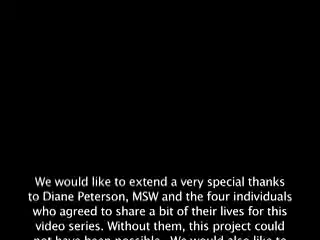 We would like to extend a very special thanks
to Diane Peterson, MSW and the four individuals
who agreed to share a bit of their lives for this
video series. Without them, this project could
not have been possible. We would also like to